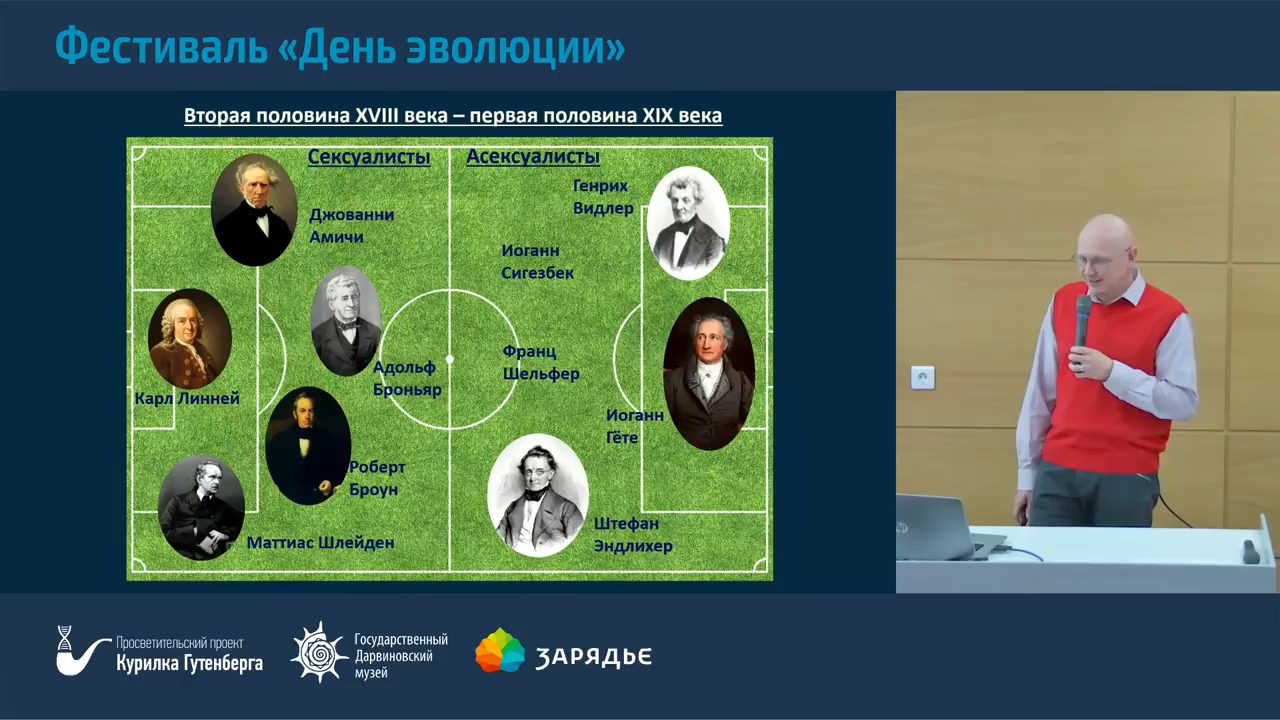 Фестиваль «День эволюции»
Вторая половина XVIII века – первая половина XIX века
Сексуалисты
Асексуалисты
Джованни
Амичи
Генрих
Видлер
Иоганн
Сигезбек
Адольф
Броньяр
Карл Линней
Франц
Шельфер
Иоганн
Гёте
Роберт
Броун
Маттиас Шлейден
Штефан
Эндлихер
Просветительский проект
Курилка Гутенберга
Государственный
Дарвиновский
музей
ЗАРЯДЬЕ
hp